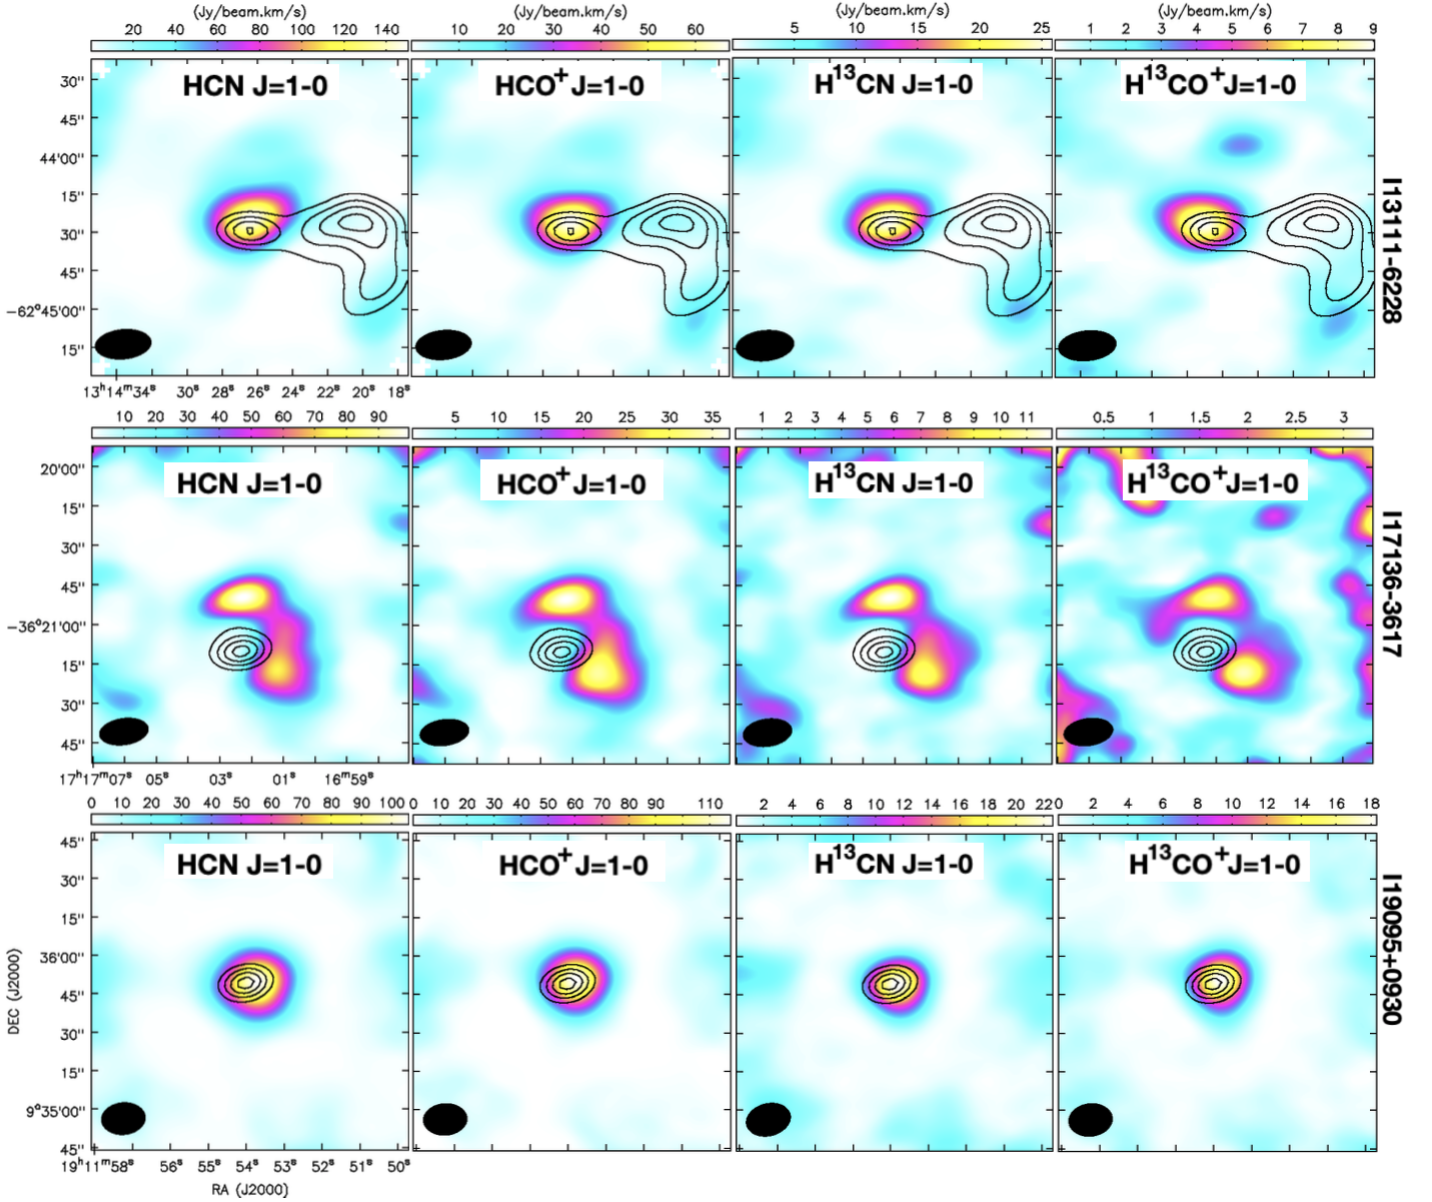 (Jy/beam.km/s) (Jy/beam.km/s) (Jy/beam.km/s) (Jy/beam.km/s)
20 40 60 80 100 120 140 10 20 30 40 50 60 5 10 15 20 25 1 2 3 4 5 6 7 8 9
HCN J=1-0 HCO⁺ J=1-0 H¹³CN J=1-0 H¹³CO⁺J=1-0
30"
45"
44'00"
15"
30"
45"
−62°45'00"
15"
I13111-6228
13ʰ14ᵐ34ˢ 30ˢ 28ˢ 26ˢ 24ˢ 22ˢ 20ˢ 18ˢ
10 20 30 40 50 60 70 80 90 5 10 15 20 25 30 35 1 2 3 4 5 6 7 8 9 10 11 0.5 1 1.5 2 2.5 3
HCN J=1-0 HCO⁺ J=1-0 H¹³CN J=1-0 H¹³CO⁺J=1-0
20'00"
15"
30"
45"
−36°21'00"
15"
30"
45"
I17136-3617
17ʰ17ᵐ07ˢ 05ˢ 03ˢ 01ˢ 16ᵐ59ˢ
0 10 20 30 40 50 60 70 80 90 100 0 10 20 30 40 50 60 70 80 90 110 2 4 6 8 10 12 14 16 18 20 22 0 2 4 6 8 10 12 14 16 18
HCN J=1-0 HCO⁺ J=1-0 H¹³CN J=1-0 H¹³CO⁺J=1-0
45"
30"
15"
36'00"
45"
30"
15"
9°35'00"
45"
DEC (J2000)
I19095+0930
19ʰ11ᵐ58ˢ 56ˢ 55ˢ 54ˢ 53ˢ 52ˢ 51ˢ 50ˢ
RA (J2000)